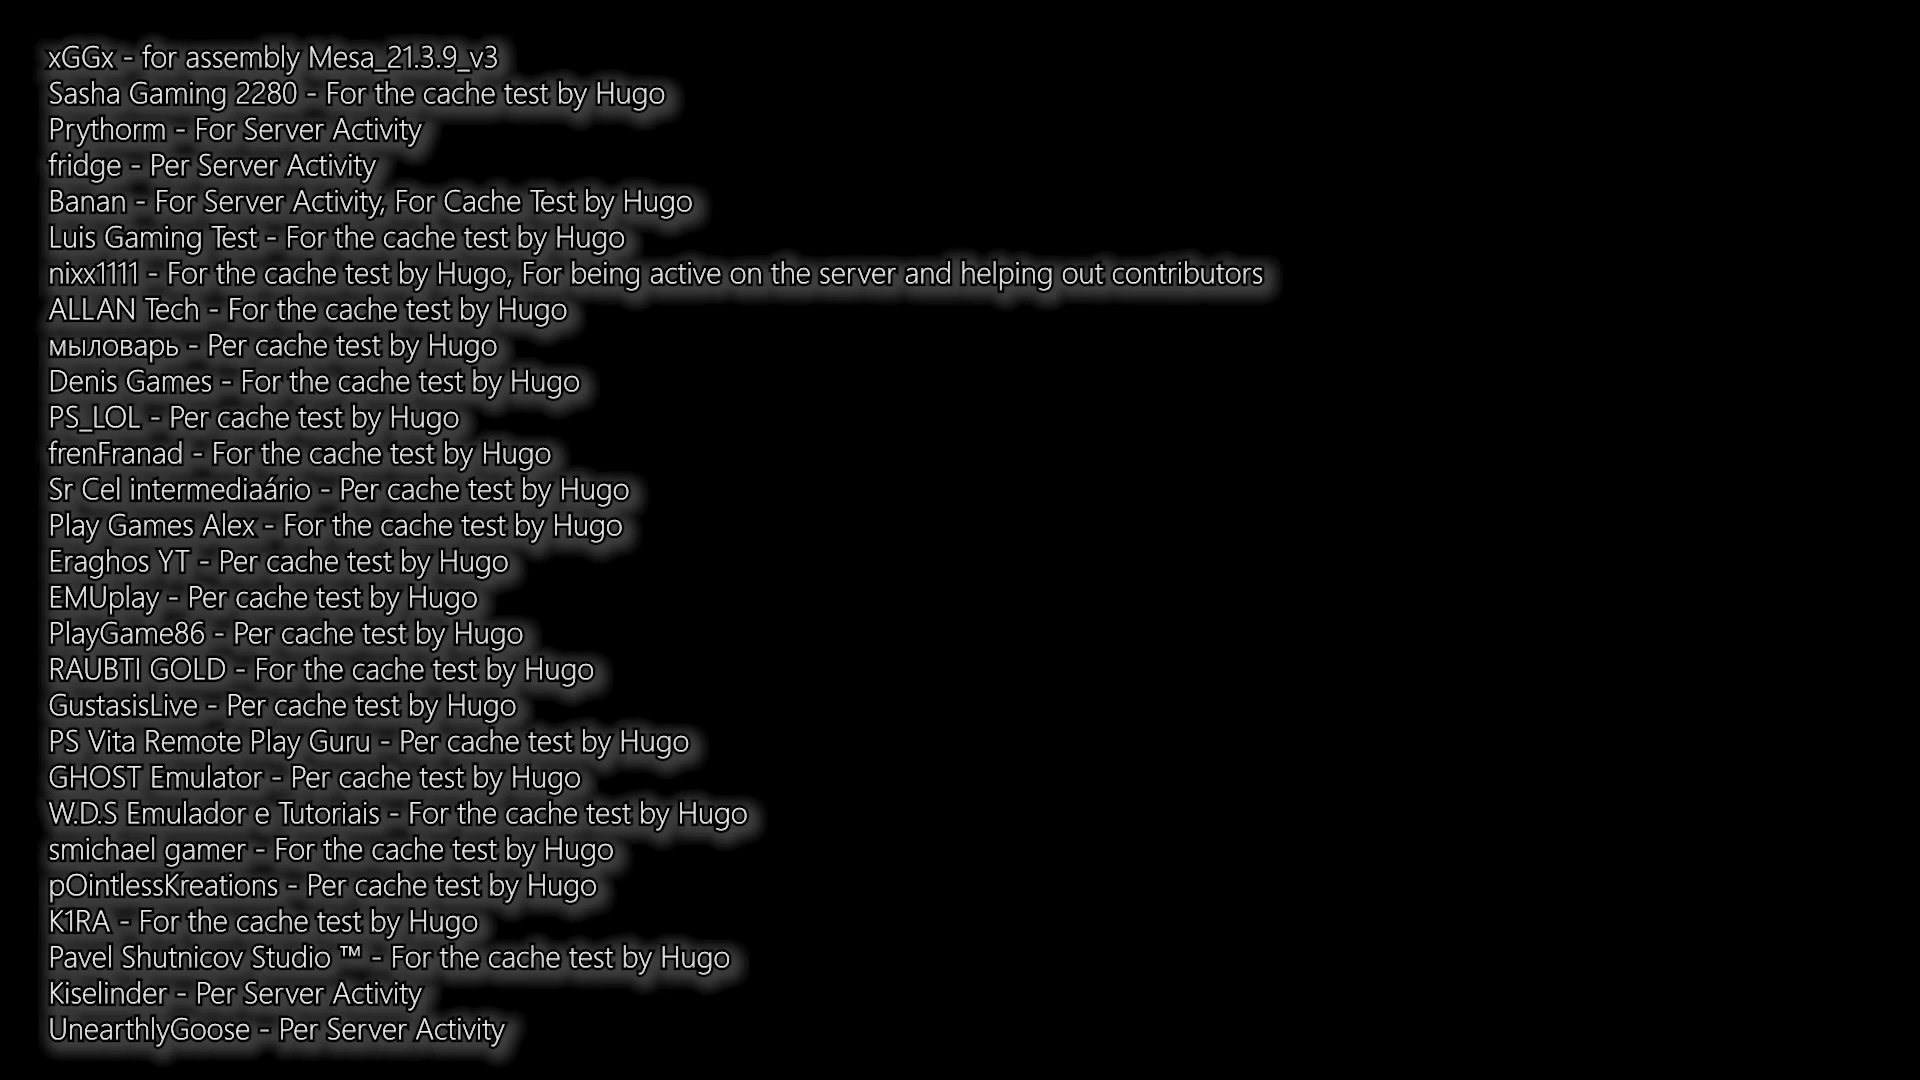 xGGx - for assembly Mesa_21.3.9_v3
Sasha Gaming 2280 - For the cache test by Hugo
Prythorm - For Server Activity
fridge - Per Server Activity
Banan - For Server Activity, For Cache Test by Hugo
Luis Gaming Test - For the cache test by Hugo
nixx1111 - For the cache test by Hugo, For being active on the server and helping out contributors
ALLAN Tech - For the cache test by Hugo
мыловарь - Per cache test by Hugo
Denis Games - For the cache test by Hugo
PS_LOL - Per cache test by Hugo
frenFranad - For the cache test by Hugo
Sr Cel intermediaário - Per cache test by Hugo
Play Games Alex - For the cache test by Hugo
Eraghos YT - Per cache test by Hugo
EMUplay - Per cache test by Hugo
PlayGame86 - Per cache test by Hugo
RAUBTI GOLD - For the cache test by Hugo
GustasisLive - Per cache test by Hugo
PS Vita Remote Play Guru - Per cache test by Hugo
GHOST Emulator - Per cache test by Hugo
W.D.S Emulador e Tutoriais - For the cache test by Hugo
smichael gamer - For the cache test by Hugo
pOintlessKreations - Per cache test by Hugo
K1RA - For the cache test by Hugo
Pavel Shutnicov Studio ™ - For the cache test by Hugo
Kiselinder - Per Server Activity
UnearthlyGoose - Per Server Activity